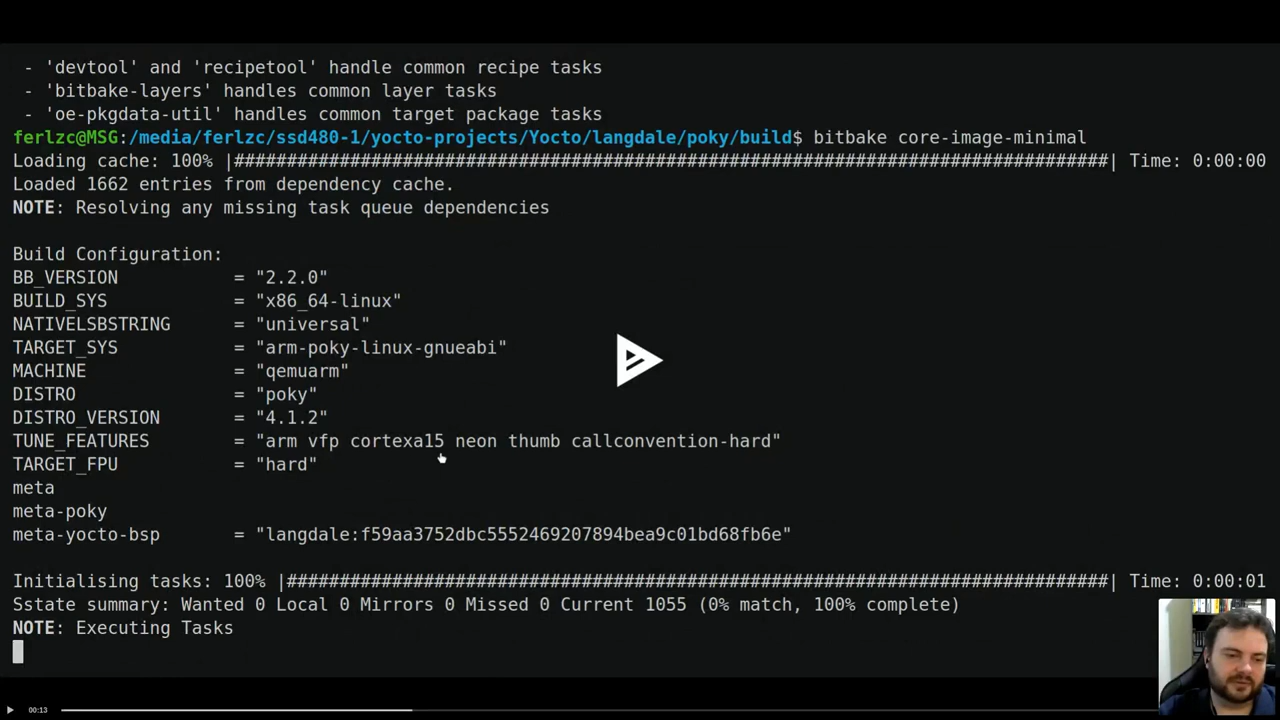 - 'devtool' and 'recipetool' handle common recipe tasks
- 'bitbake-layers' handles common layer tasks
- 'oe-pkgdata-util' handles common target package tasks
ferlzc@MSG:/media/ferlzc/ssd480-1/yocto-projects/Yocto/langdale/poky/build$ bitbake core-image-minimal
Loading cache: 100% |###################################################################################| Time: 0:00:00
Loaded 1662 entries from dependency cache.
NOTE: Resolving any missing task queue dependencies
Build Configuration:
BB_VERSION = "2.2.0"
BUILD_SYS = "x86_64-linux"
NATIVELSBSTRING = "universal"
TARGET_SYS = "arm-poky-linux-gnueabi"
MACHINE = "qemuarm"
DISTRO = "poky"
DISTRO_VERSION = "4.1.2"
TUNE_FEATURES = "arm vfp cortexa15 neon thumb callconvention-hard"
TARGET_FPU = "hard"
meta
meta-poky
meta-yocto-bsp = "langdale:f59aa3752dbc5552469207894bea9c01bd68fb6e"
Initialising tasks: 100% |##############################################################################| Time: 0:00:01
Sstate summary: Wanted 0 Local 0 Mirrors 0 Missed 0 Current 1055 (0% match, 100% complete)
NOTE: Executing Tasks
00:13